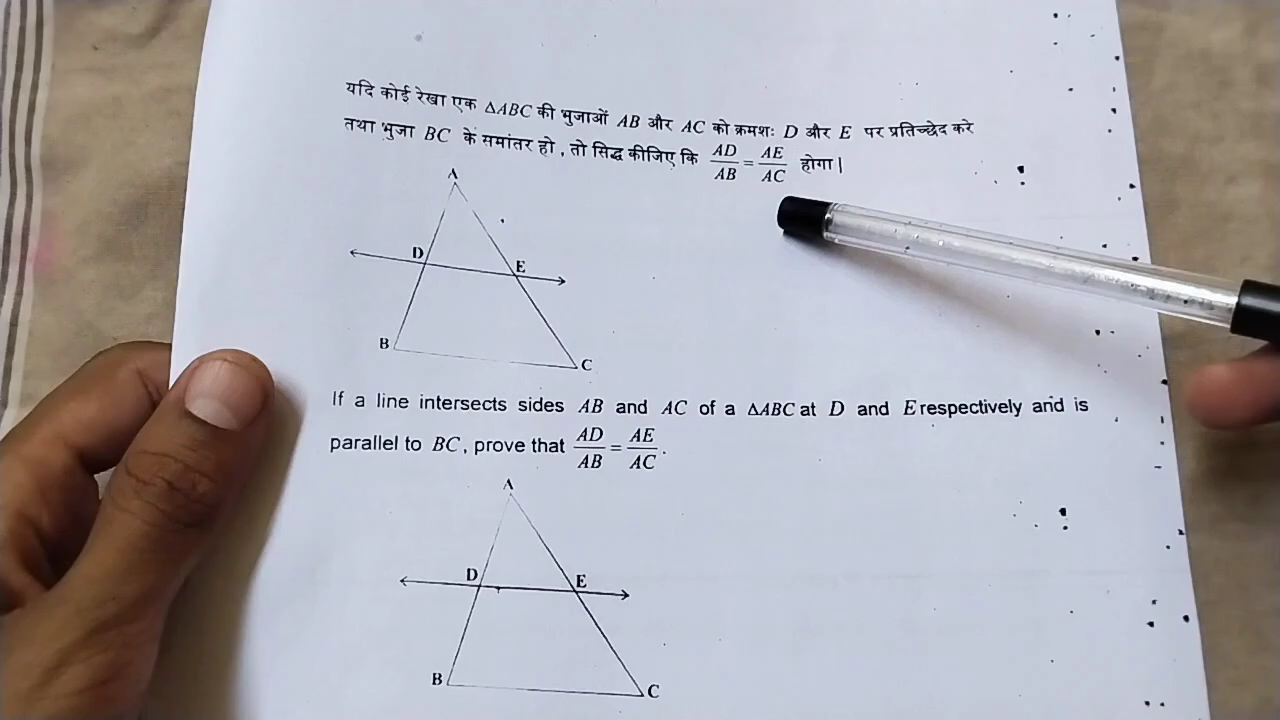 यदि कोई रेखा एक ΔABC की भुजाओं AB और AC को क्रमशः D और E पर प्रतिच्छेद करे
तथा भुजा BC के समांतर हो, तो सिद्ध कीजिए कि AD/AB = AE/AC होगा।
A
D
E
B
C
If a line intersects sides AB and AC of a ΔABC at D and E respectively and is
parallel to BC, prove that AD/AB = AE/AC.
A
D
E
B
C